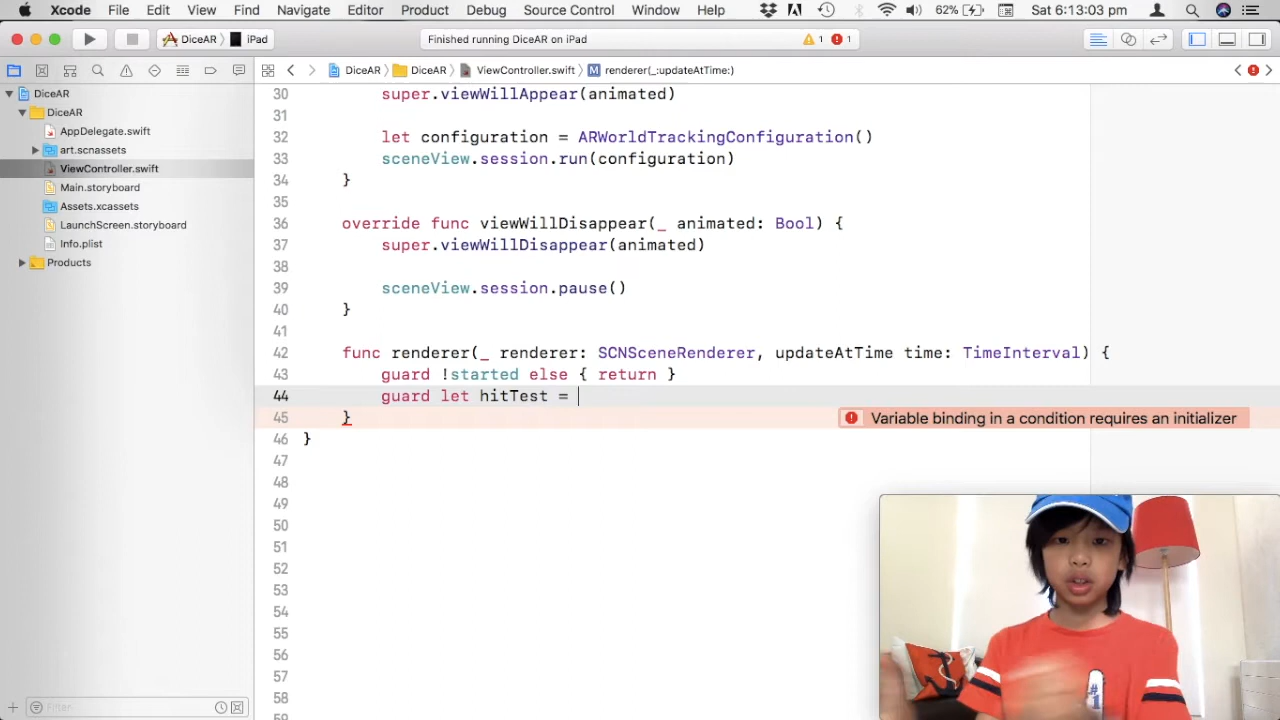 Xcode File Edit View Find Navigate Editor Product Debug Source Control Window Help 62% Sat 6:13:03 pm
DiceAR iPad Finished running DiceAR on iPad 1 1
DiceAR DiceAR ViewController.swift M renderer(_:updateAtTime:)
DiceAR
DiceAR
AppDelegate.swift
art.scnassets
ViewController.swift
Main.storyboard
Assets.xcassets
LaunchScreen.storyboard
Info.plist
Products
Filter
30 super.viewWillAppear(animated)
31
32 let configuration = ARWorldTrackingConfiguration()
33 sceneView.session.run(configuration)
34 }
35
36 override func viewWillDisappear(_ animated: Bool) {
37 super.viewWillDisappear(animated)
38
39 sceneView.session.pause()
40 }
41
42 func renderer(_ renderer: SCNSceneRenderer, updateAtTime time: TimeInterval) {
43 guard !started else { return }
44 guard let hitTest =
45 } Variable binding in a condition requires an initializer
46 }
47
48
49
50
51
52
53
54
55
56
57
58
59
#1